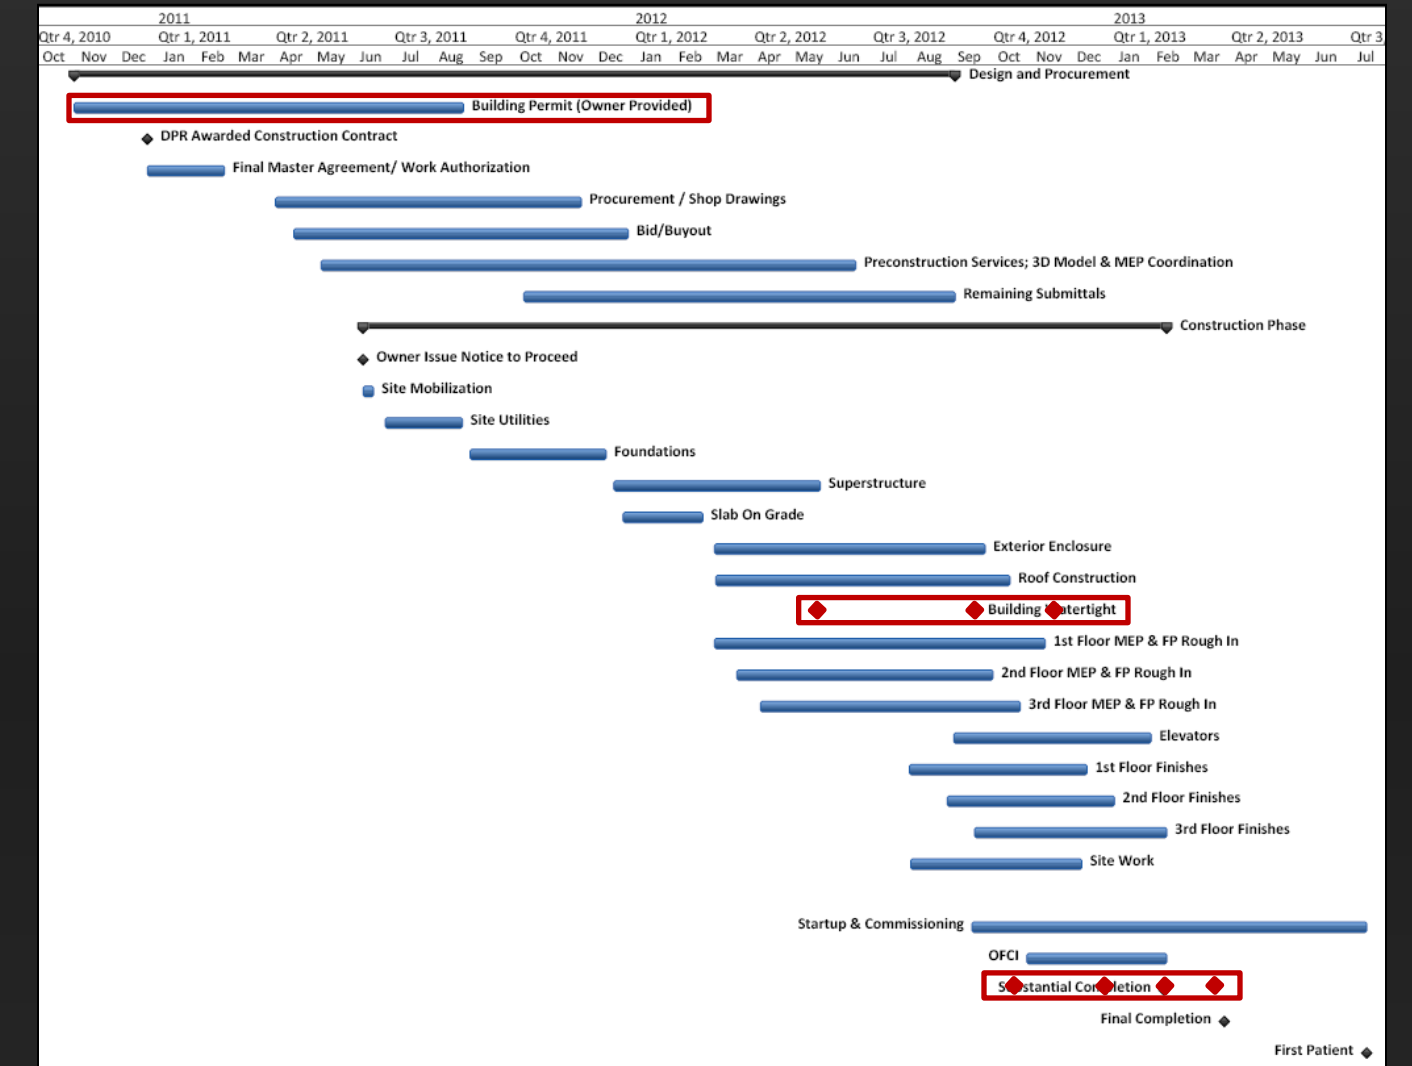 2011 2012 2013
Qtr 4, 2010 Qtr 1, 2011 Qtr 2, 2011 Qtr 3, 2011 Qtr 4, 2011 Qtr 1, 2012 Qtr 2, 2012 Qtr 3, 2012 Qtr 4, 2012 Qtr 1, 2013 Qtr 2, 2013 Qtr 3
Oct Nov Dec Jan Feb Mar Apr May Jun Jul Aug Sep Oct Nov Dec Jan Feb Mar Apr May Jun Jul Aug Sep Oct Nov Dec Jan Feb Mar Apr May Jun Jul
Design and Procurement
Building Permit (Owner Provided)
DPR Awarded Construction Contract
Final Master Agreement/ Work Authorization
Procurement / Shop Drawings
Bid/Buyout
Preconstruction Services; 3D Model & MEP Coordination
Remaining Submittals
Construction Phase
Owner Issue Notice to Proceed
Site Mobilization
Site Utilities
Foundations
Superstructure
Slab On Grade
Exterior Enclosure
Roof Construction
Building Watertight
1st Floor MEP & FP Rough In
2nd Floor MEP & FP Rough In
3rd Floor MEP & FP Rough In
Elevators
1st Floor Finishes
2nd Floor Finishes
3rd Floor Finishes
Site Work
Startup & Commissioning
OFCI
Substantial Completion
Final Completion
First Patient